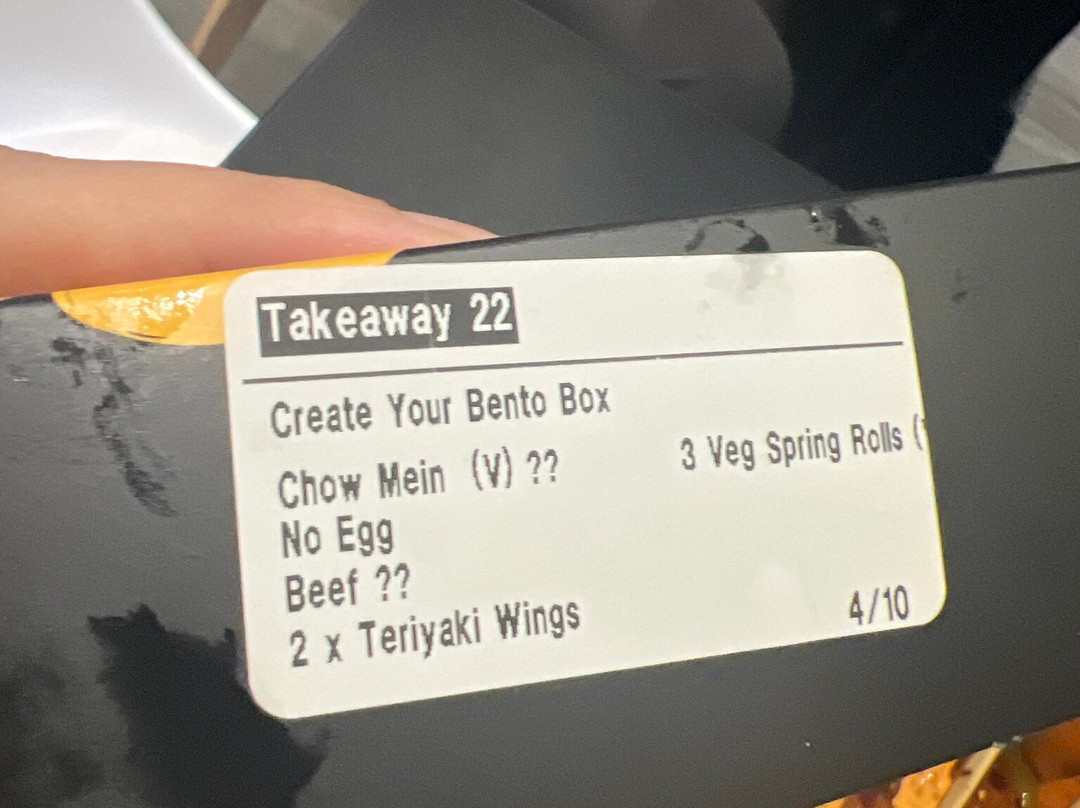 Takeaway 22
Create Your Bento Box
Chow Mein (V) ??
3 Veg Spring Rolls (
No Egg
Beef ??
2 x Teriyaki Wings
4/10